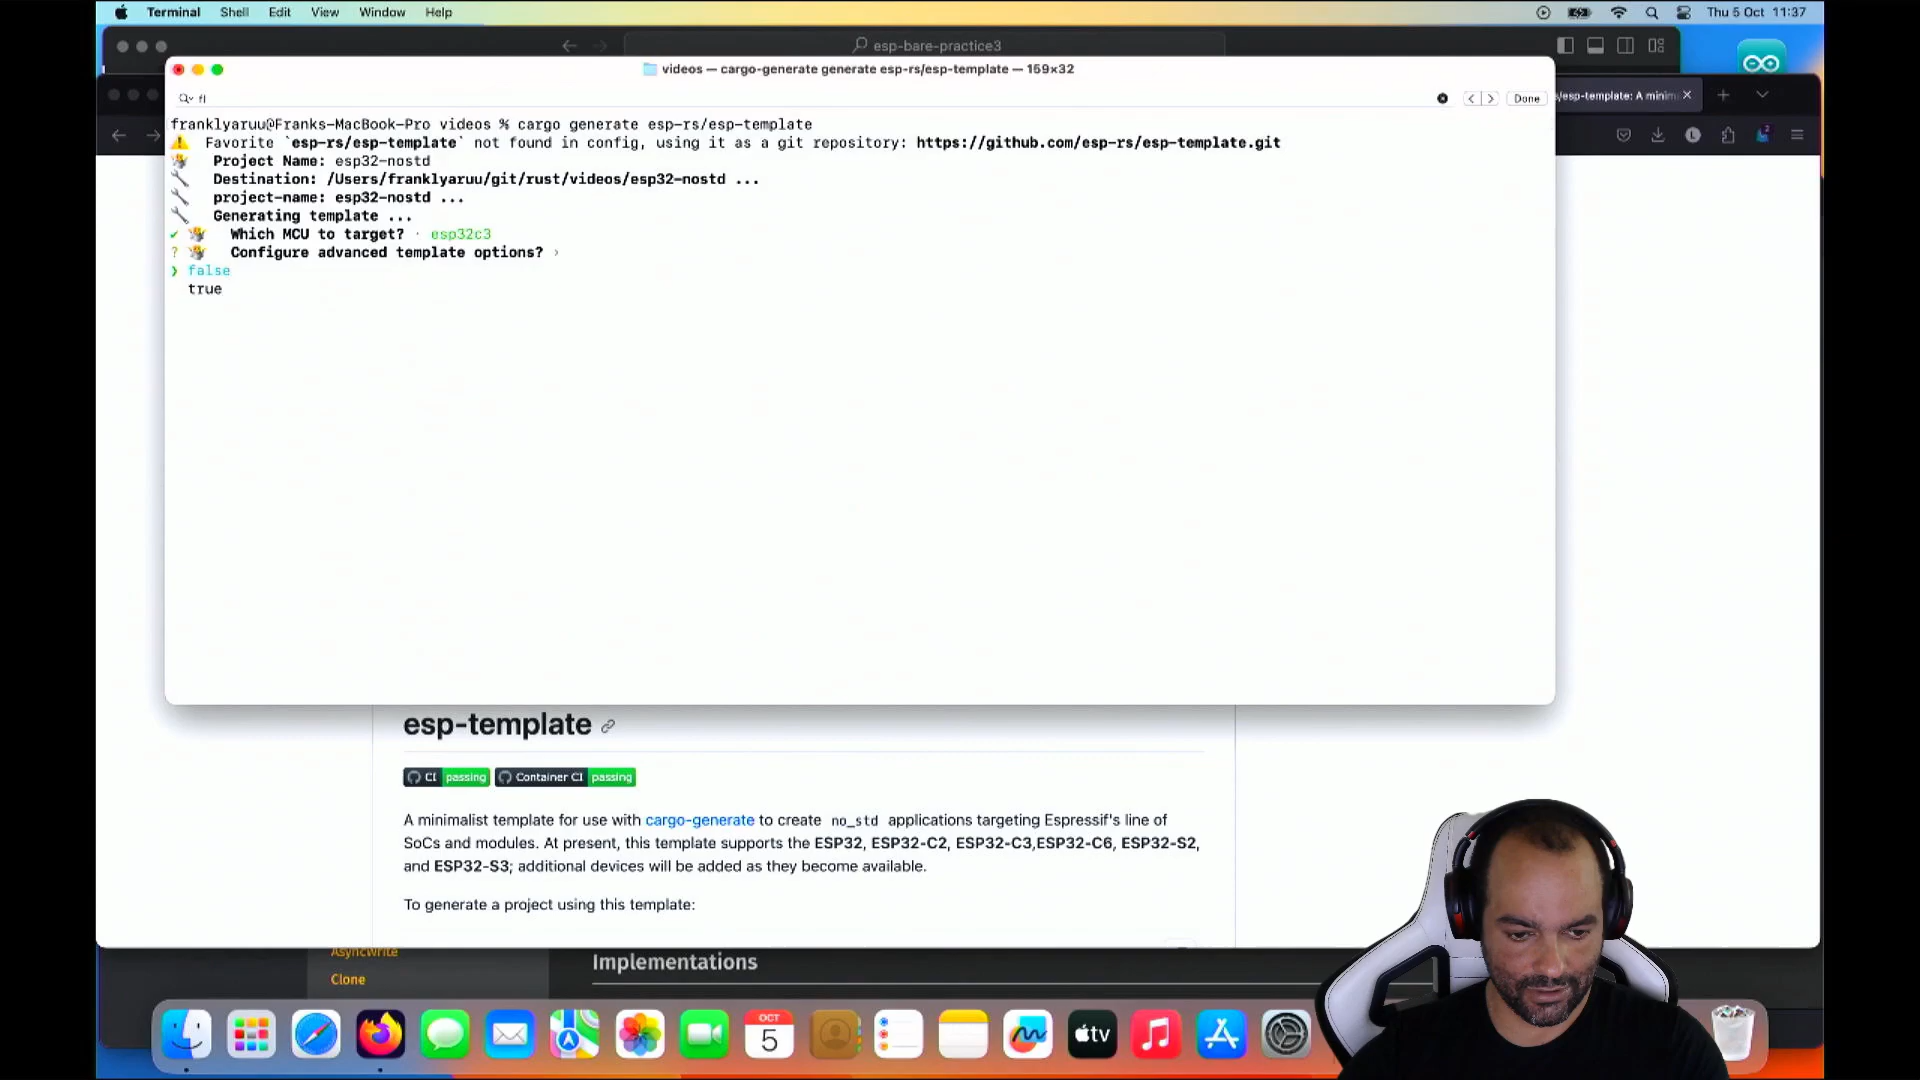 Terminal Shell Edit View Window Help Thu 5 Oct 11:37
esp-bare-practice3
videos — cargo-generate generate esp-rs/esp-template — 159×32
fl
Done
s/esp-template: A minim
franklyaruu@Franks-MacBook-Pro videos % cargo generate esp-rs/esp-template
Favorite `esp-rs/esp-template` not found in config, using it as a git repository: https://github.com/esp-rs/esp-template.git
Project Name: esp32-nostd
Destination: /Users/franklyaruu/git/rust/videos/esp32-nostd ...
project-name: esp32-nostd ...
Generating template ...
✔ Which MCU to target? · esp32c3
? Configure advanced template options? ›
❯ false
true
esp-template
CI passing Container CI passing
A minimalist template for use with cargo-generate to create no_std applications targeting Espressif's line of
SoCs and modules. At present, this template supports the ESP32, ESP32-C2, ESP32-C3,ESP32-C6, ESP32-S2,
and ESP32-S3; additional devices will be added as they become available.
To generate a project using this template:
AsyncWrite
Clone
Implementations
OCT
5
tv